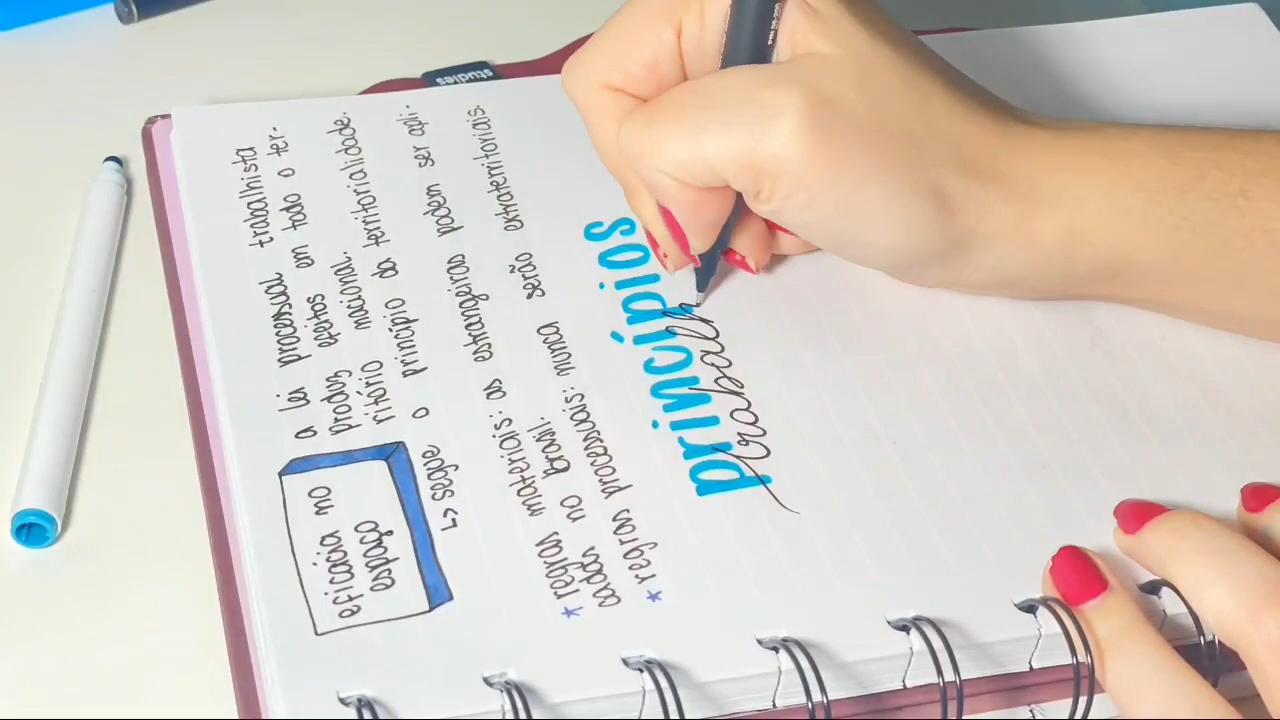 eficácia no
espaço
a lei processual trabalhista
produz efeitos em todo o ter-
ritório nacional.
↳ segue o princípio da territorialidade.
* regras materiais: as estrangeiras podem ser apli-
cadas no brasil.
* regras processuais: nunca serão extraterritoriais.
princípios
trabalh
studies